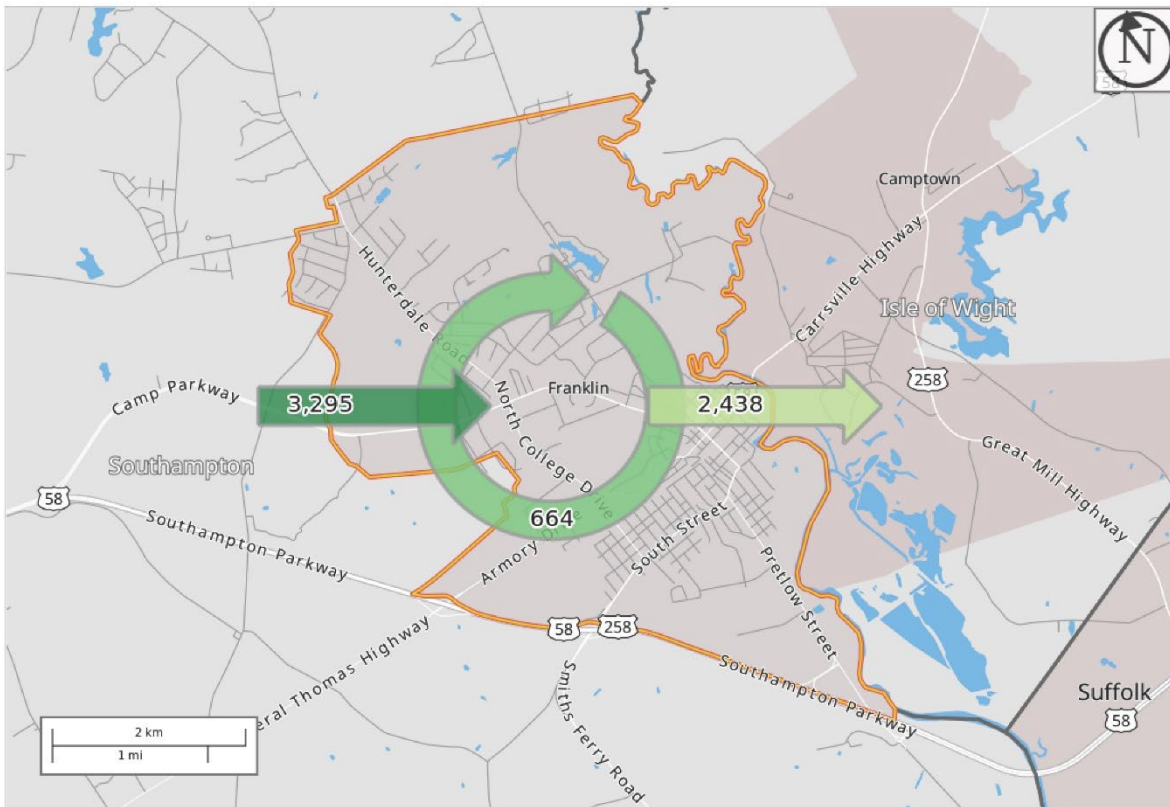 N
58
Camptown
Carrsville Highway
Isle of Wight
Hunterdale Road
258
Camp Parkway
Franklin
3,295
2,438
North College Drive
Great Mill Highway
Southampton
58
664
Southampton Parkway
Armory Drive
South Street
Pretlow Street
58
258
eral Thomas Highway
Southampton Parkway
Smiths Ferry Road
Suffolk
58
2 km
1 mi